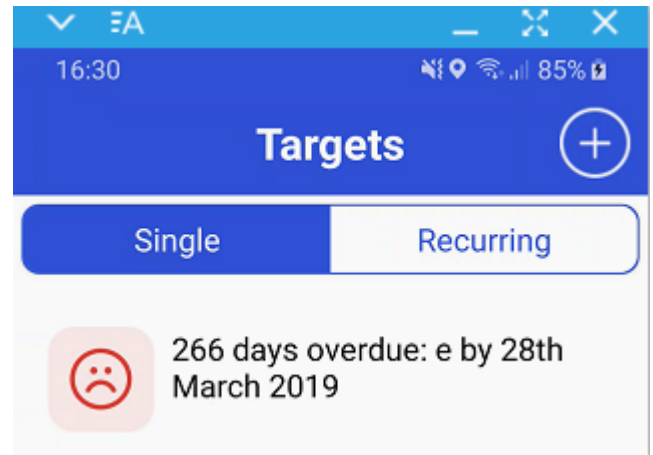 A
16:30
85%
Targets
Single
Recurring
266 days overdue: e by 28th
March 2019